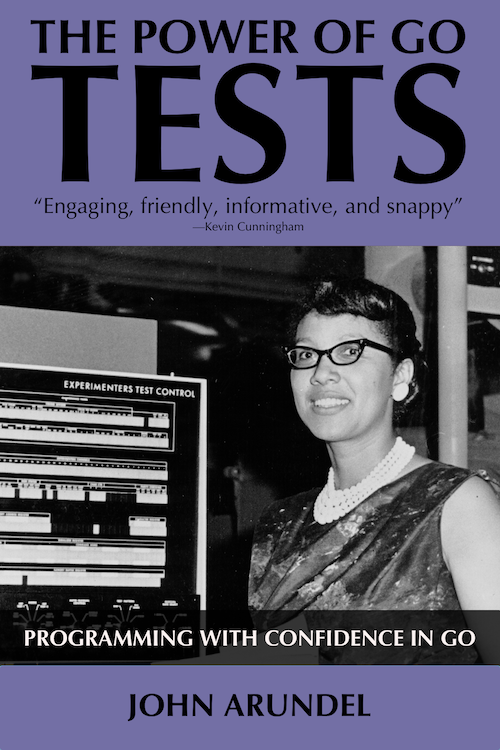 THE POWER OF GO
TESTS
“Engaging, friendly, informative, and snappy”
—Kevin Cunningham
EXPERIMENTERS TEST CONTROL
PROGRAMMING WITH CONFIDENCE IN GO
JOHN ARUNDEL